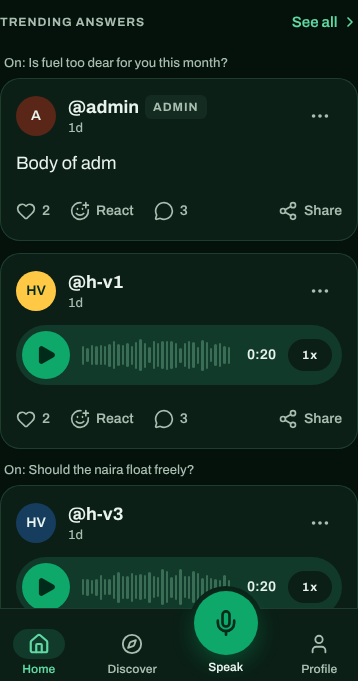 TRENDING ANSWERS
See all
On: Is fuel too dear for you this month?
A
@admin ADMIN
1d
Body of adm
2 React 3 Share
HV
@h-v1
1d
0:20 1x
2 React 3 Share
On: Should the naira float freely?
HV
@h-v3
1d
0:20 1x
Home Discover Speak Profile